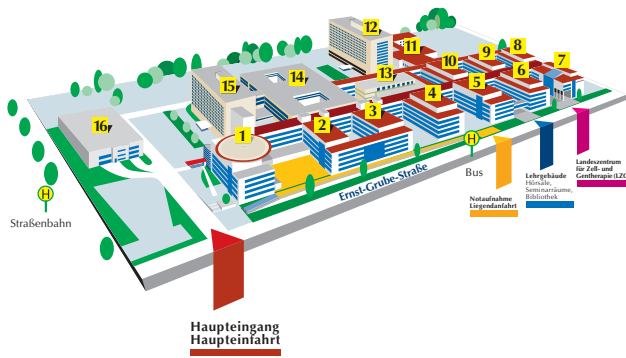 12
11
8
9
7
10
6
13
14
5
15
4
3
2
1
16
H
Bus
H
Straßenbahn
Ernst-Grube-Straße
Notaufnahme
Liegendanfahrt
Lehrgebäude
Hörsäle,
Seminarräume,
Bibliothek
Landeszentrum
für Zell- und
Gentherapie (LZG
Haupteingang
Haupteinfahrt